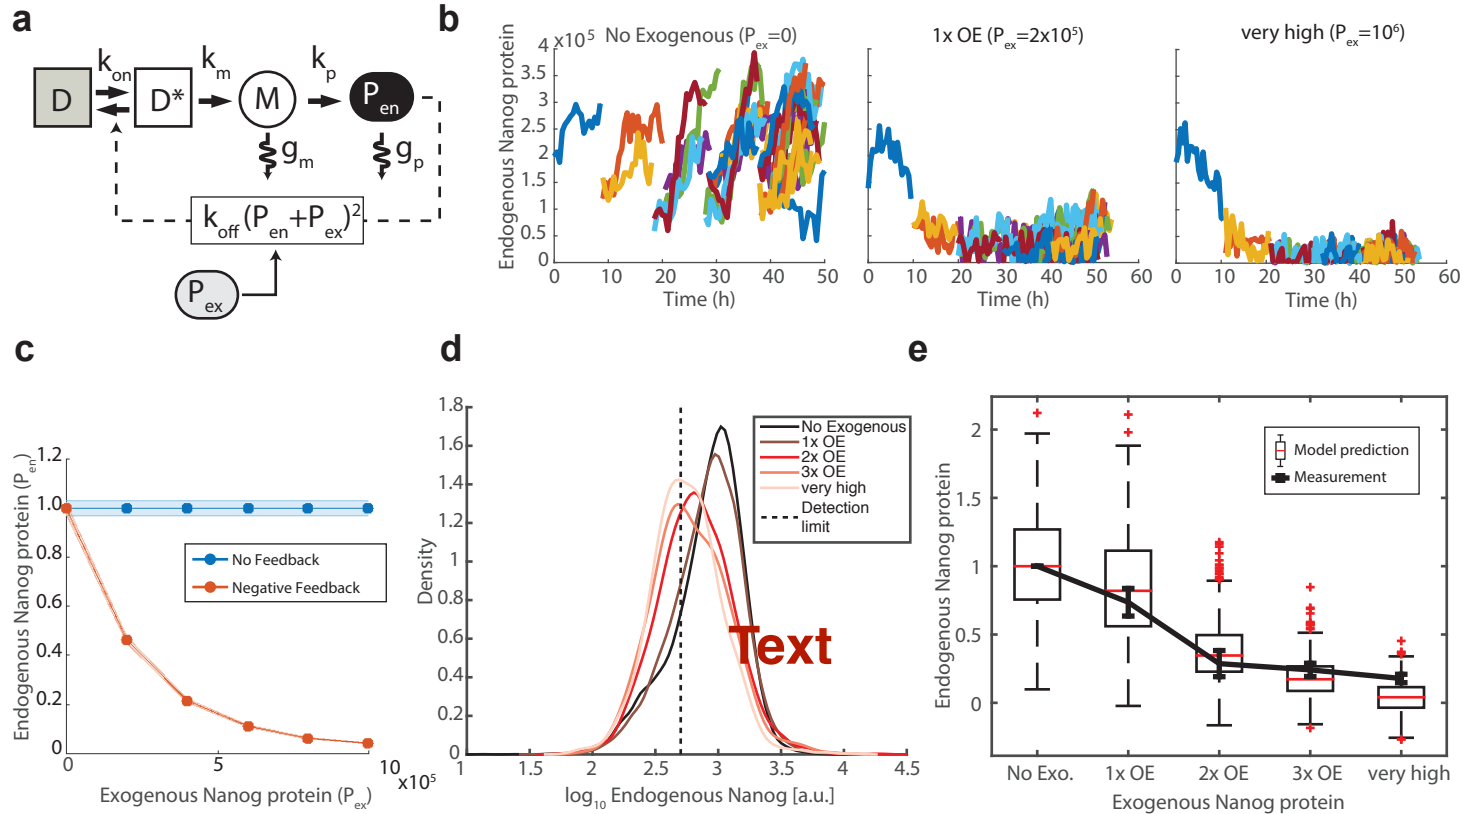 a
D
k_on
D*
k_m
M
k_p
P_en
g_m
g_p
k_off (P_en+P_ex)^2
P_ex
b
×10^5
No Exogenous (P_ex=0)
1x OE (P_ex=2x10^5)
very high (P_ex=10^6)
Endogenous Nanog protein
4
3.5
3
2.5
2
1.5
1
0.5
0
0 10 20 30 40 50
0 10 20 30 40 50 60
0 10 20 30 40 50 60
Time (h)
Time (h)
Time (h)
c
Endogenous Nanog protein (P_en)
1.2
1.0
0.8
0.6
0.4
0.2
0
No Feedback
Negative Feedback
0 5 10
×10^5
Exogenous Nanog protein (P_ex)
d
Density
1.8
1.6
1.4
1.2
1
0.8
0.6
0.4
0.2
0
No Exogenous
1x OE
2x OE
3x OE
very high
Detection
limit
Text
1 1.5 2.0 2.5 3.0 3.5 4.0 4.5
log_10 Endogenous Nanog [a.u.]
e
Endogenous Nanog protein
2
1.5
1
0.5
0
Model prediction
Measurement
No Exo. 1x OE 2x OE 3x OE very high
Exogenous Nanog protein